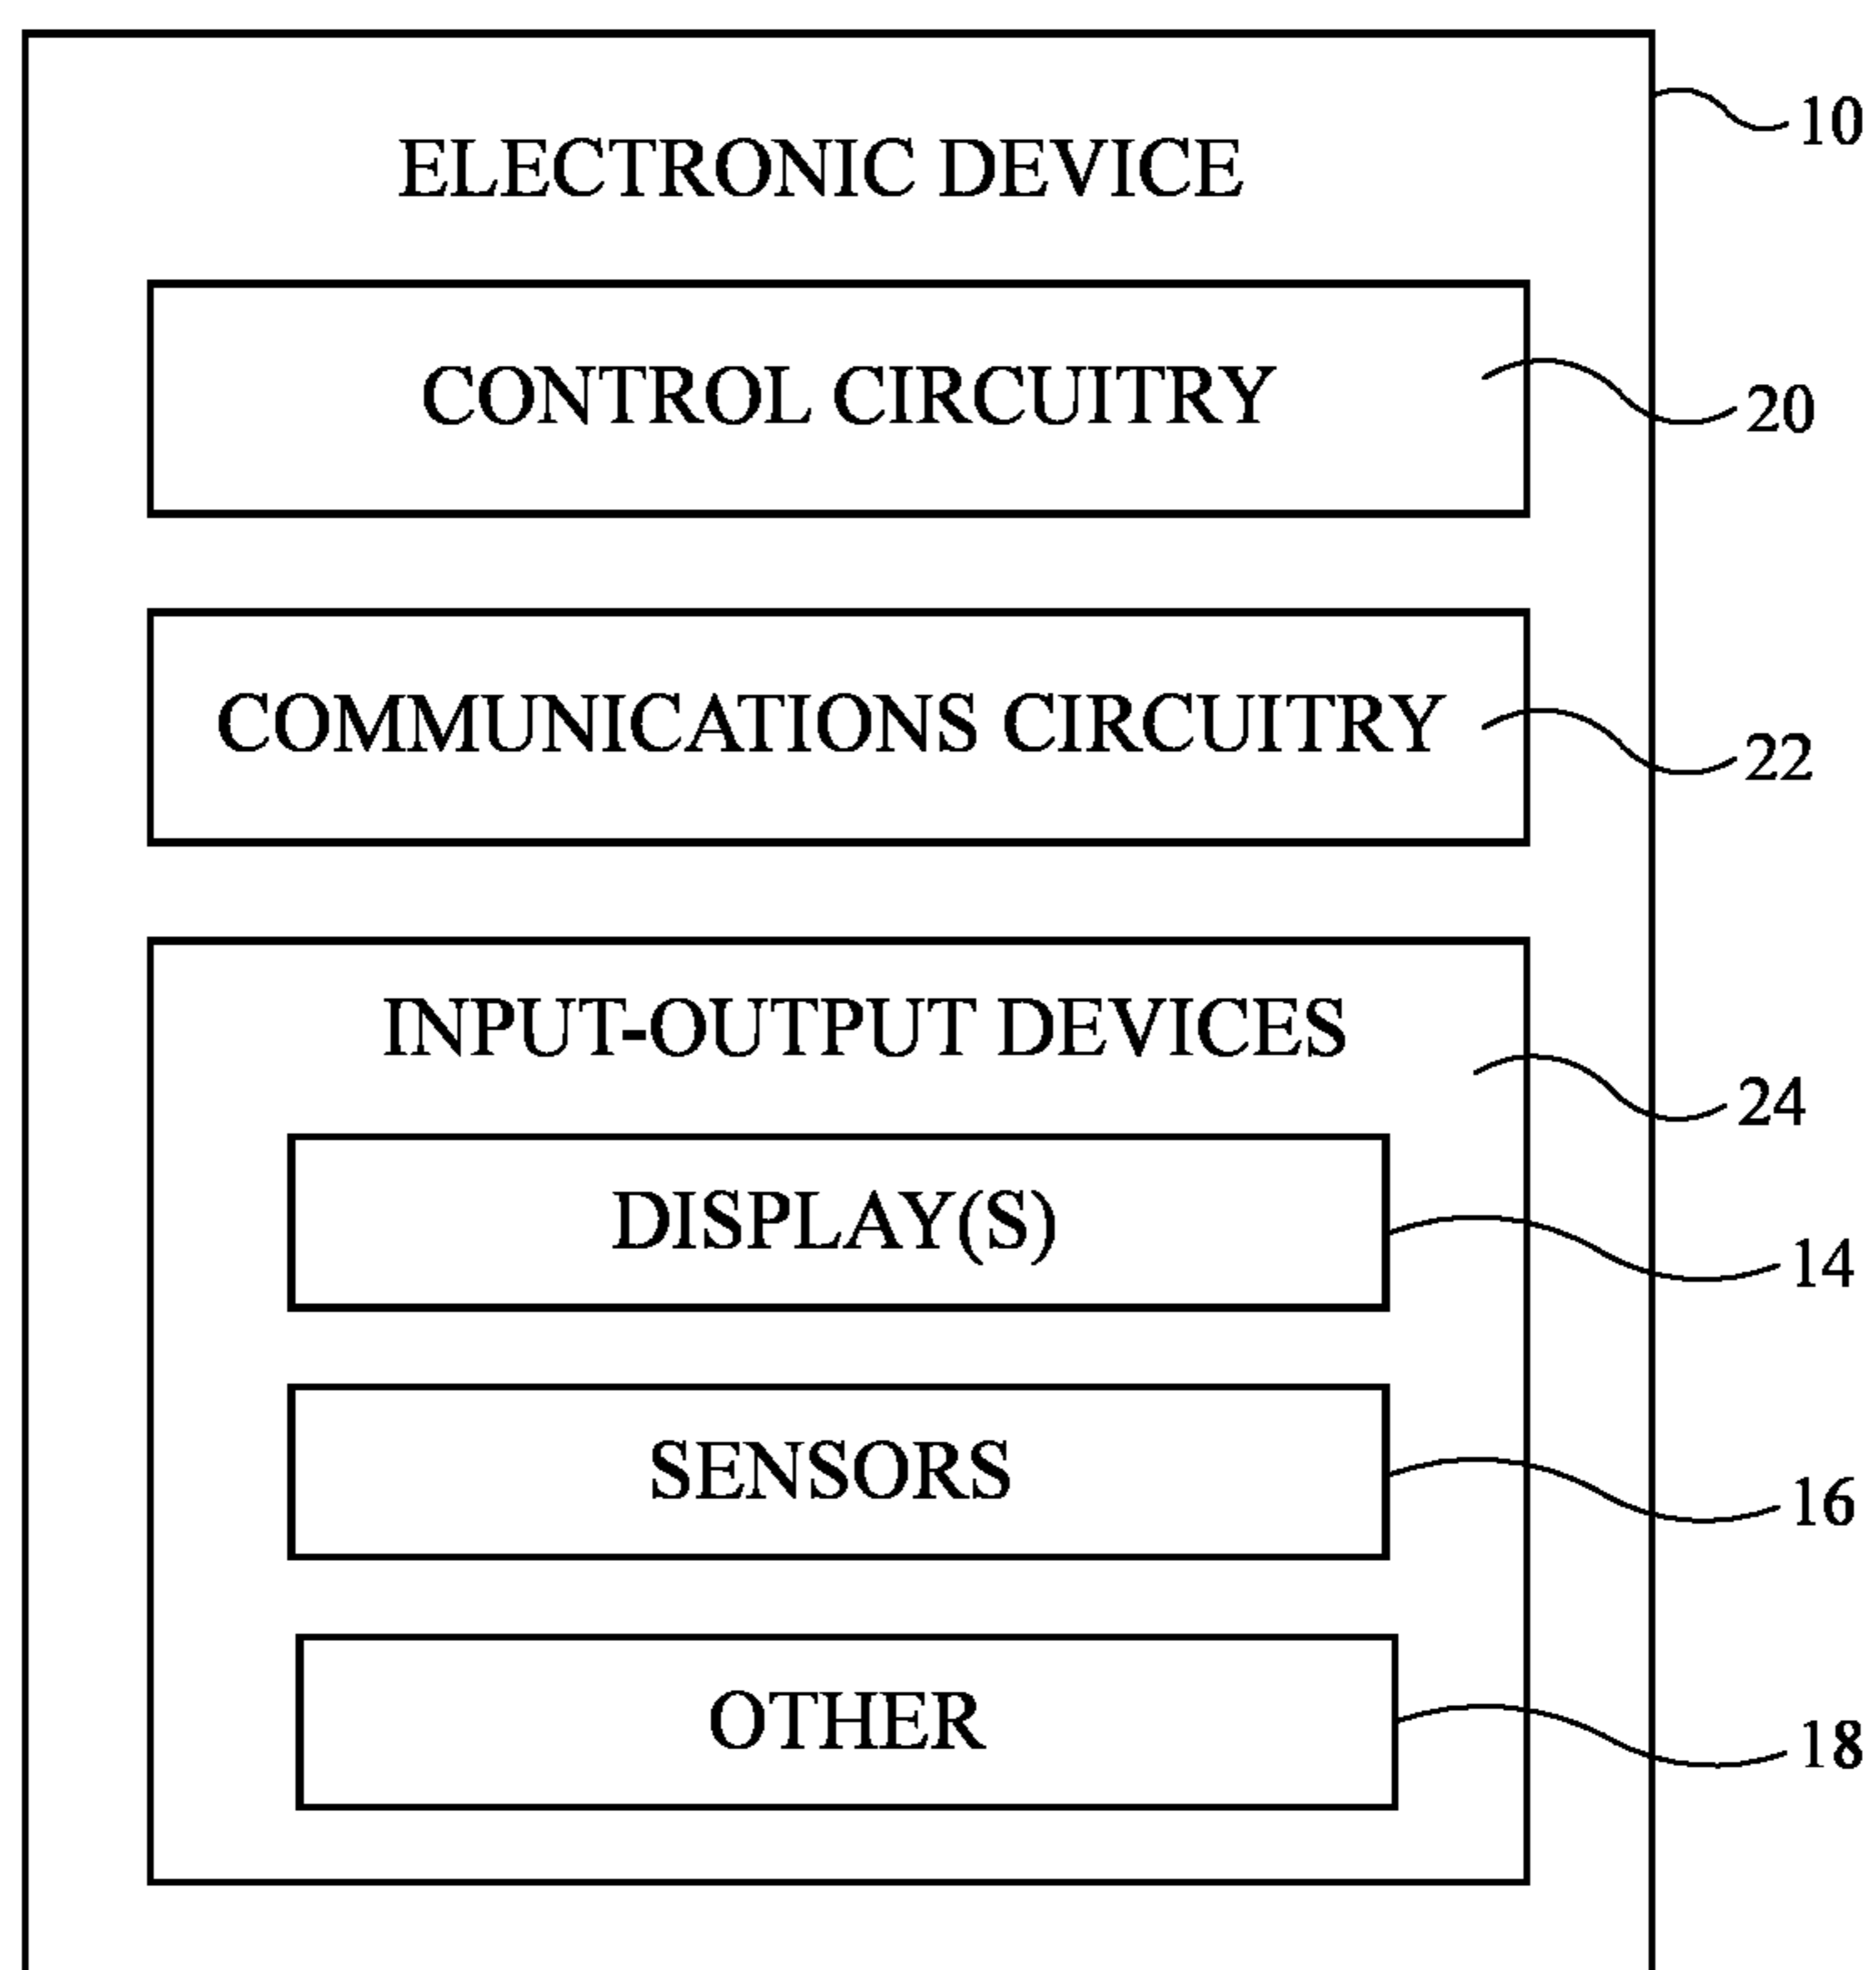 ELECTRONIC DEVICE
10
CONTROL CIRCUITRY
20
COMMUNICATIONS CIRCUITRY
22
INPUT-OUTPUT DEVICES
24
DISPLAY(S)
14
SENSORS
16
OTHER
18